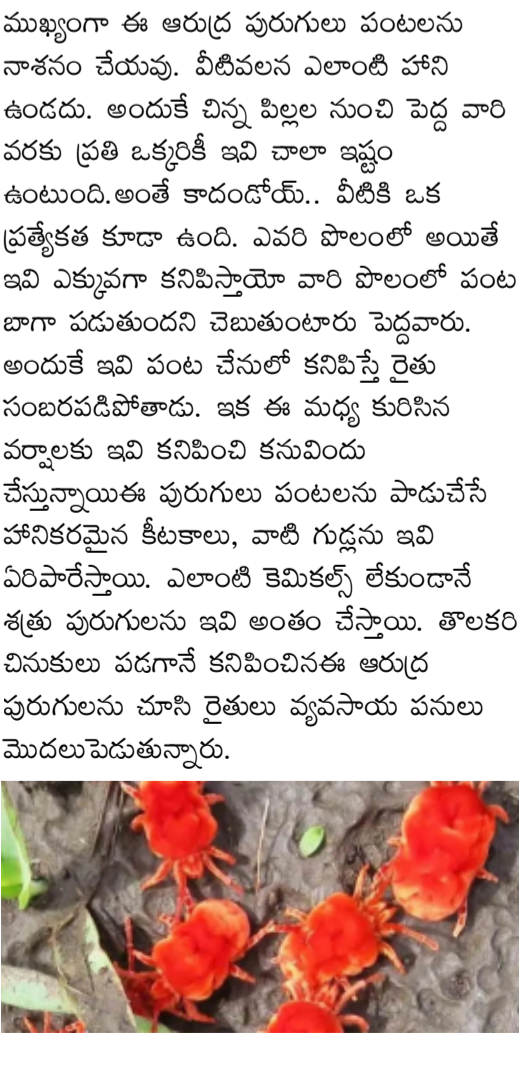 ముఖ్యంగా ఈ ఆరుద్ర పురుగులు పంటలను
నాశనం చేయవు. వీటివలన ఎలాంటి హాని
ఉండదు. అందుకే చిన్న పిల్లల నుంచి పెద్ద వారి
వరకు ప్రతి ఒక్కరికీ ఇవి చాలా ఇష్టం
ఉంటుంది.అంతే కాదండోయ్.. వీటికి ఒక
ప్రత్యేకత కూడా ఉంది. ఎవరి పొలంలో అయితే
ఇవి ఎక్కువగా కనిపిస్తాయో వారి పొలంలో పంట
బాగా పడుతుందని చెబుతుంటారు పెద్దవారు.
అందుకే ఇవి పంట చేనులో కనిపిస్తే రైతు
సంబరపడిపోతాడు. ఇక ఈ మధ్య కురిసిన
వర్షాలకు ఇవి కనిపించి కనువిందు
చేస్తున్నాయిఈ పురుగులు పంటలను పాడుచేసే
హానికరమైన కీటకాలు, వాటి గుడ్లను ఇవి
ఏరిపారేస్తాయి. ఎలాంటి కెమికల్స్ లేకుండానే
శత్రు పురుగులను ఇవి అంతం చేస్తాయి. తొలకరి
చినుకులు పడగానే కనిపించినఈ ఆరుద్ర
పురుగులను చూసి రైతులు వ్యవసాయ పనులు
మొదలుపెడుతున్నారు.